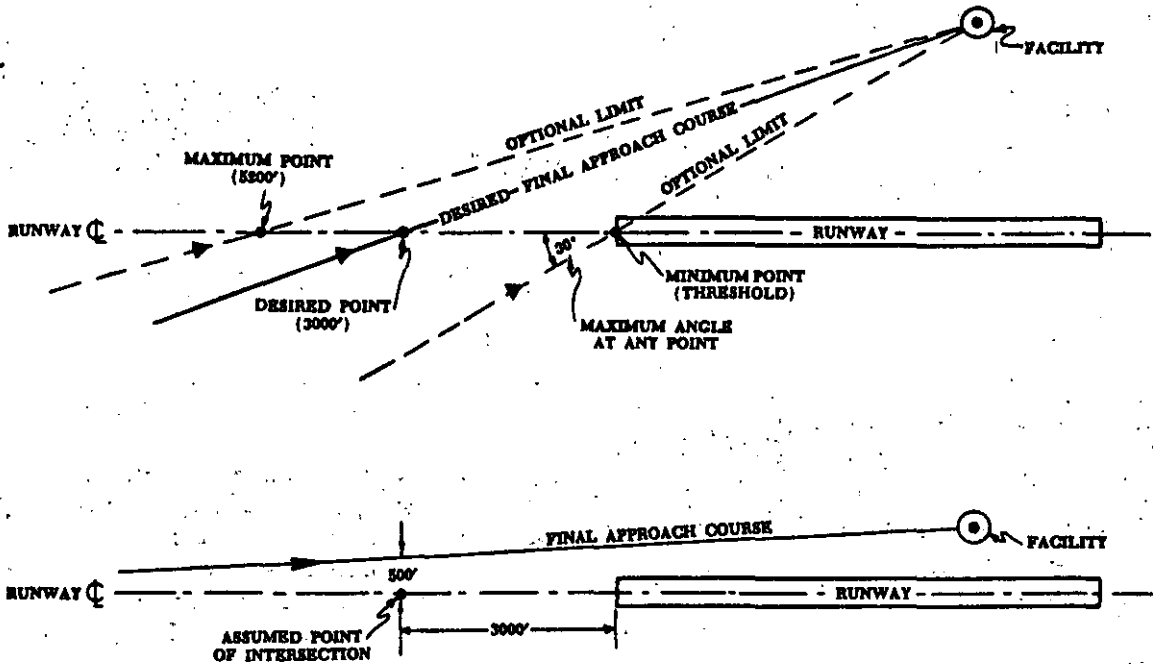 FACILITY
OPTIONAL LIMIT
DESIRED FINAL APPROACH COURSE
OPTIONAL LIMIT
MAXIMUM POINT
(5200')
RUNWAY ℄
RUNWAY
30°
DESIRED POINT
(3000')
MINIMUM POINT
(THRESHOLD)
MAXIMUM ANGLE
AT ANY POINT
FINAL APPROACH COURSE
FACILITY
500'
RUNWAY ℄
RUNWAY
3000'
ASSUMED POINT
OF INTERSECTION